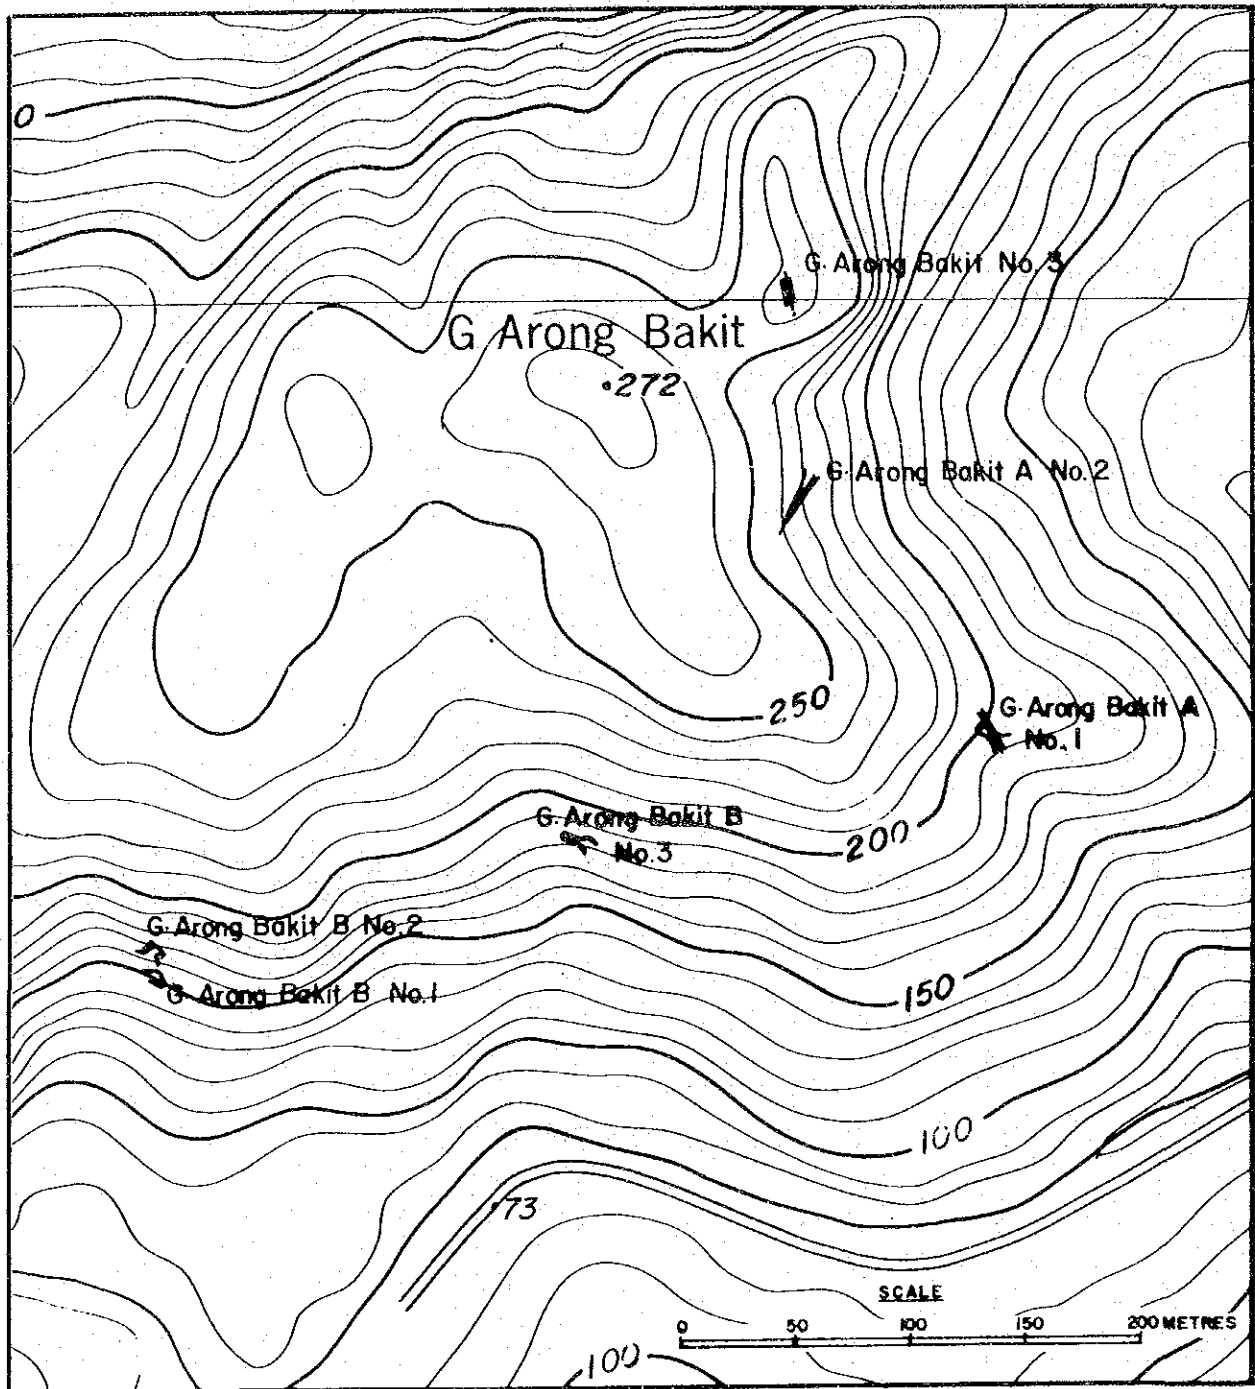 0
G. Arong Bakit No. 3
G Arong Bakit
272
G. Arong Bakit A No. 2
250
G. Arong Bakit A
No. 1
G. Arong Bakit B
No. 3
200
G. Arong Bakit B No. 2
G. Arong Bakit B No. 1
150
100
73
SCALE
0 50 100 150 200 METRES
100